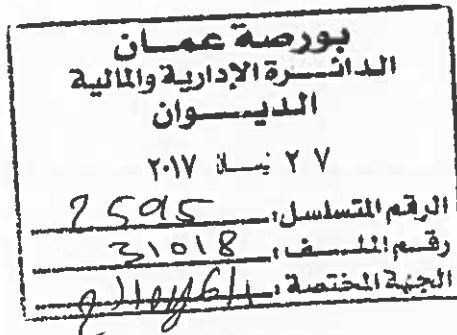 بورصة عمان
الدائرة الإدارية والمالية
الديوان
٢٧ نيسان ٢٠١٧
الرقم المتسلسل: 2595
رقم الملف: 31018
الجهة المختصة: